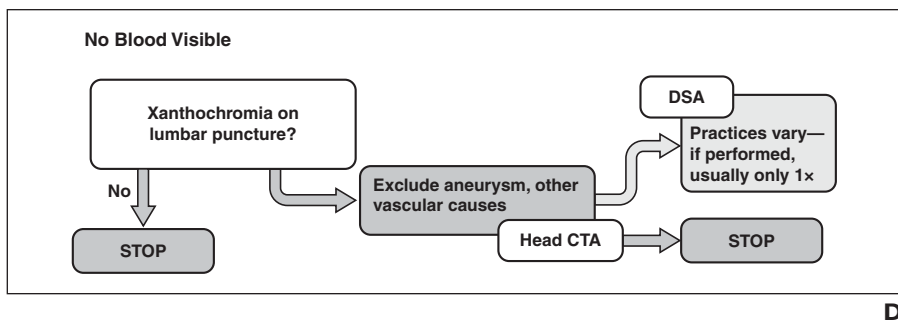 No Blood Visible
Xanthochromia on
lumbar puncture?
No
STOP
Exclude aneurysm, other
vascular causes
Head CTA
DSA
Practices vary—
if performed,
usually only 1×
STOP
D